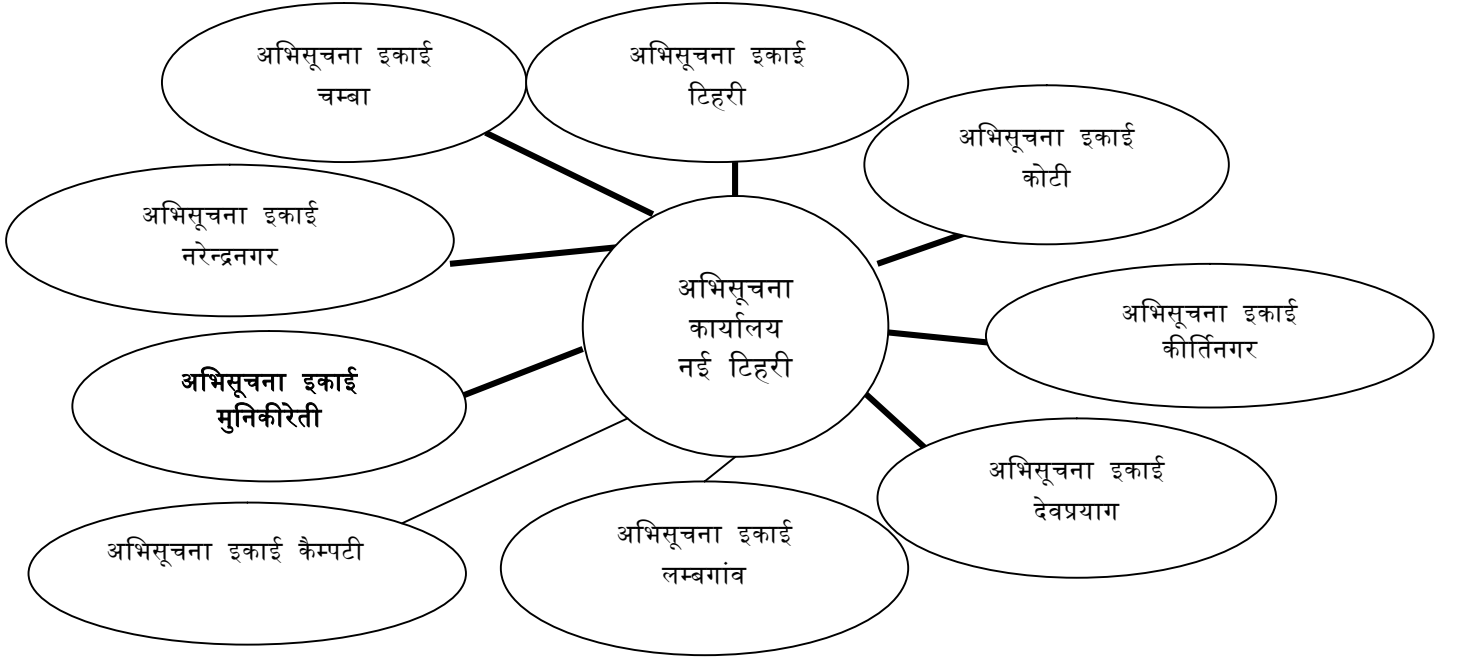 अभिसूचना इकाई
चम्बा
अभिसूचना इकाई
टिहरी
अभिसूचना इकाई
कोटी
अभिसूचना इकाई
नरेन्द्रनगर
अभिसूचना
कार्यालय
नई टिहरी
अभिसूचना इकाई
कीर्तिनगर
अभिसूचना इकाई
मुनिकीरेती
अभिसूचना इकाई
देवप्रयाग
अभिसूचना इकाई कैम्पटी
अभिसूचना इकाई
लम्बगांव